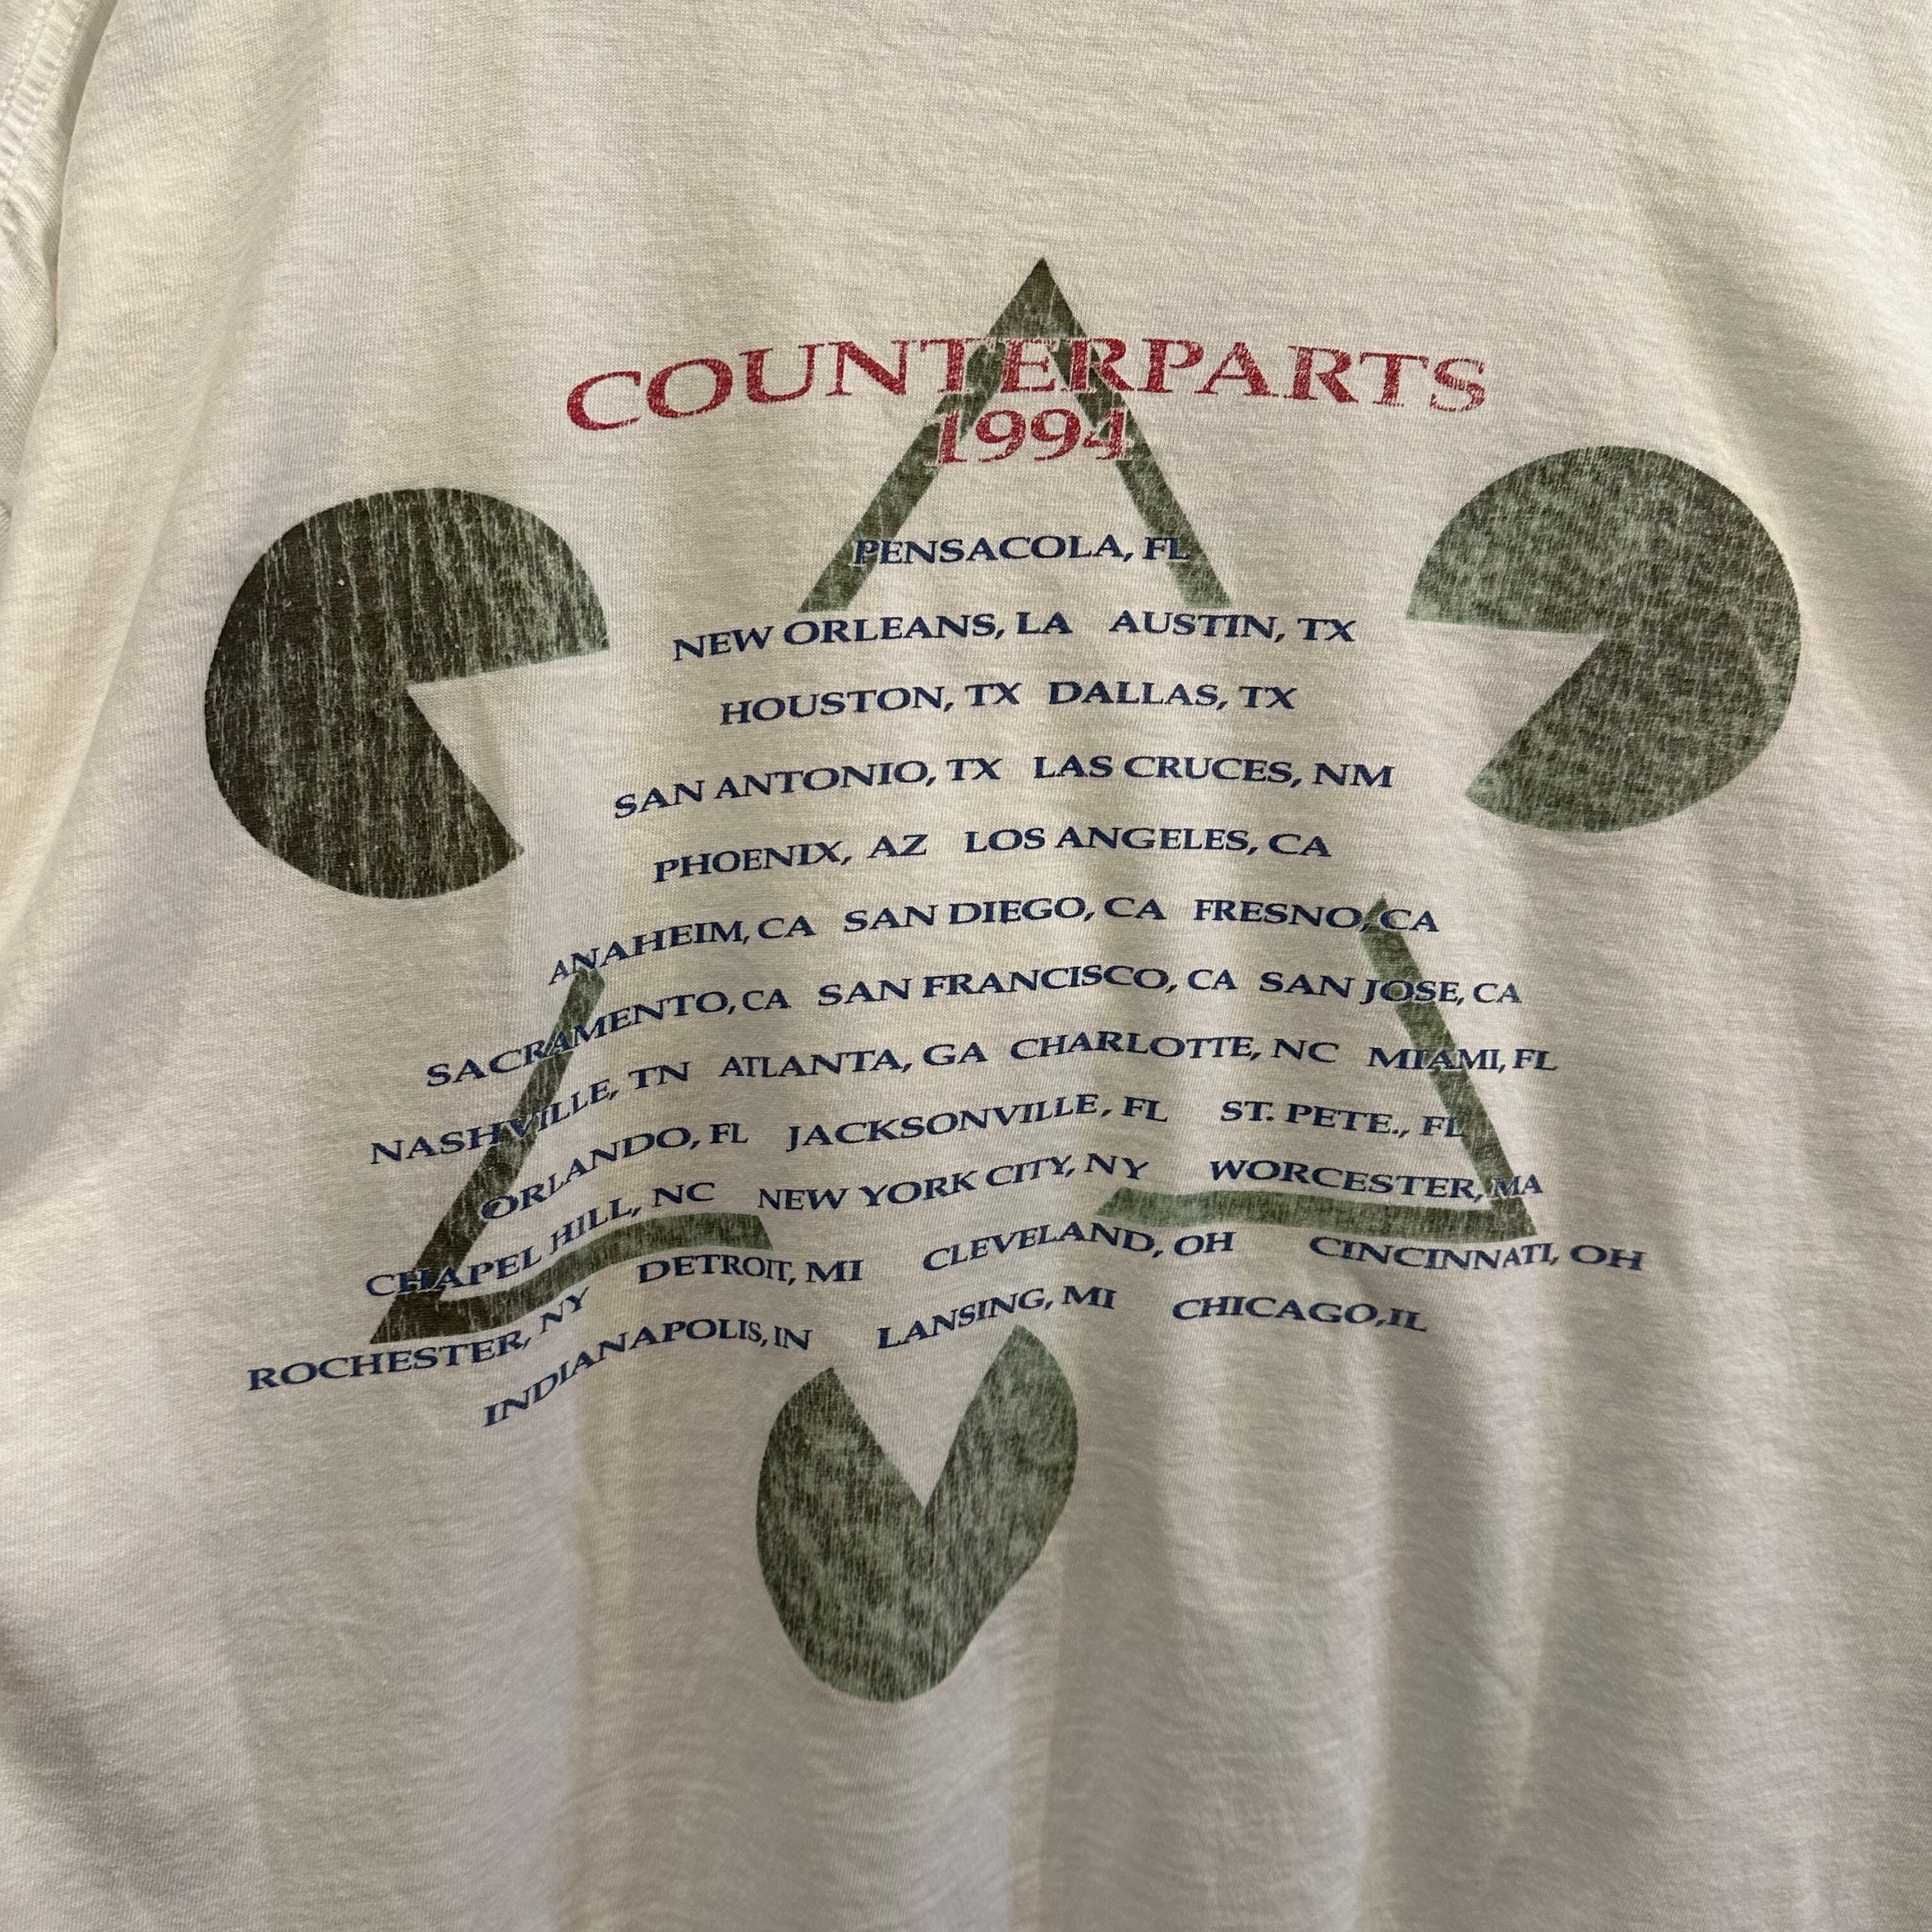 COUNTERPARTS
1994
PENSACOLA, FL
NEW ORLEANS, LA AUSTIN, TX
HOUSTON, TX DALLAS, TX
SAN ANTONIO, TX LAS CRUCES, NM
PHOENIX, AZ LOS ANGELES, CA
ANAHEIM, CA SAN DIEGO, CA FRESNO, CA
SACRAMENTO, CA SAN FRANCISCO, CA SAN JOSE, CA
NASHVILLE, TN ATLANTA, GA CHARLOTTE, NC MIAMI, FL
ORLANDO, FL JACKSONVILLE, FL ST. PETE., FL
CHAPEL HILL, NC NEW YORK CITY, NY WORCESTER, MA
ROCHESTER, NY DETROIT, MI CLEVELAND, OH CINCINNATI, OH
INDIANAPOLIS, IN LANSING, MI CHICAGO, IL